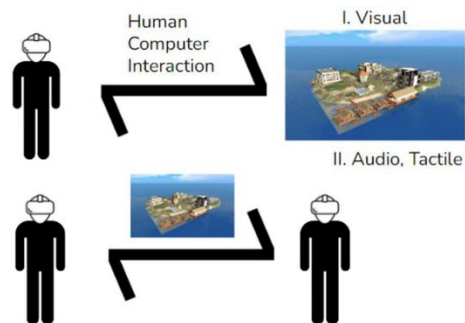 Human
Computer
Interaction
I. Visual
II. Audio, Tactile